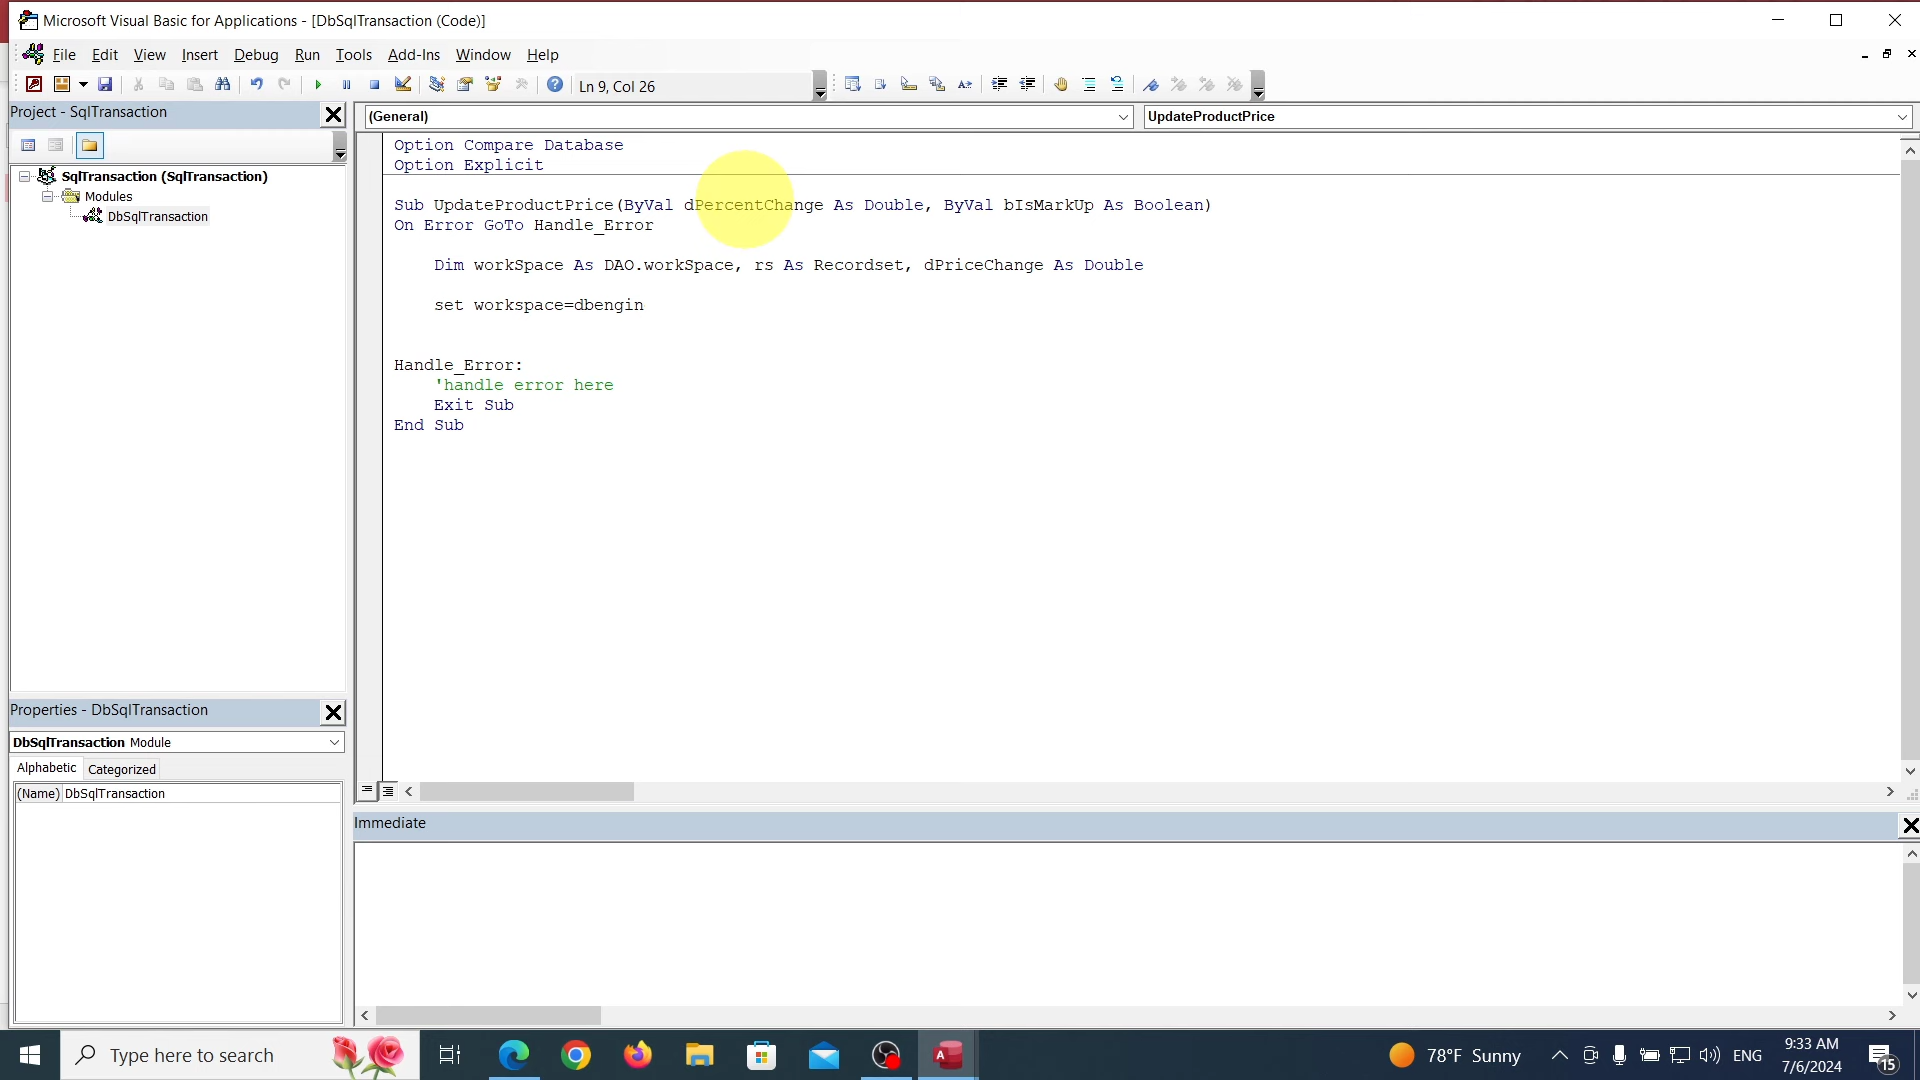 Microsoft Visual Basic for Applications - [DbSqlTransaction (Code)]
File Edit View Insert Debug Run Tools Add-Ins Window Help
Ln 9, Col 26
Project - SqlTransaction
(General)
UpdateProductPrice
SqlTransaction (SqlTransaction)
Modules
DbSqlTransaction
Option Compare Database
Option Explicit
Sub UpdateProductPrice(ByVal dPercentChange As Double, ByVal bIsMarkUp As Boolean)
On Error GoTo Handle_Error
Dim workSpace As DAO.workSpace, rs As Recordset, dPriceChange As Double
set workspace=dbengin
Handle_Error:
'handle error here
Exit Sub
End Sub
Properties - DbSqlTransaction
DbSqlTransaction Module
Alphabetic Categorized
(Name) DbSqlTransaction
Immediate
Type here to search
78°F Sunny
ENG
9:33 AM
7/6/2024
15